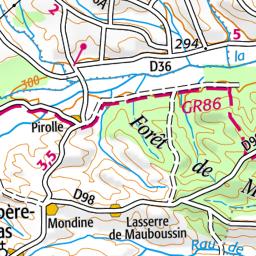 2
294
5
la
D36
300
GR86
Pirolle
Forêt
de
3,5
D98
Mondine
Lasserre
de Mauboussin